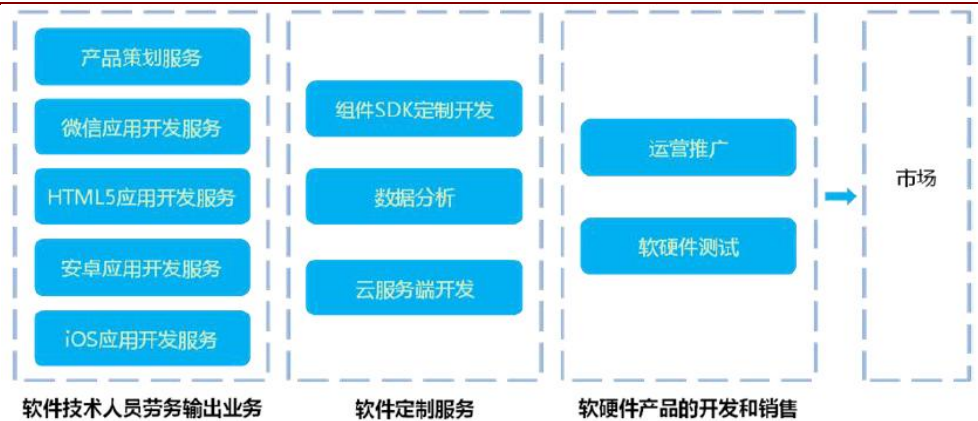 产品策划服务
微信应用开发服务
HTML5应用开发服务
安卓应用开发服务
iOS应用开发服务
软件技术人员劳务输出业务
组件SDK定制开发
数据分析
云服务端开发
软件定制服务
运营推广
软硬件测试
软硬件产品的开发和销售
市场